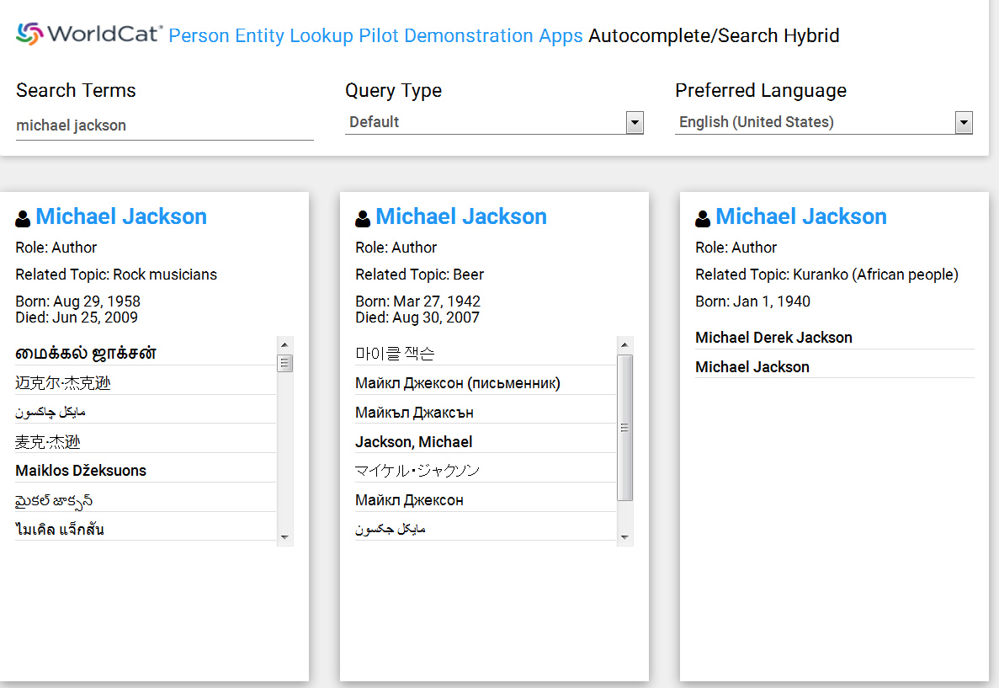 WorldCat® Person Entity Lookup Pilot Demonstration Apps Autocomplete/Search Hybrid
Search Terms
michael jackson
Query Type
Default
Preferred Language
English (United States)
Michael Jackson
Role: Author
Related Topic: Rock musicians
Born: Aug 29, 1958
Died: Jun 25, 2009
மைக்கல் ஜாக்சன்
迈克尔·杰克逊
مايكل چاكسون
麦克·杰逊
Maiklos Džeksuons
మైకల్ జాక్సన్
ไมเคิล แจ็กสัน
Michael Jackson
Role: Author
Related Topic: Beer
Born: Mar 27, 1942
Died: Aug 30, 2007
마이클 잭슨
Майкл Джексон (письменник)
Майкъл Джаксън
Jackson, Michael
マイケル・ジャクソン
Майкл Джексон
مايكل جكسون
Michael Jackson
Role: Author
Related Topic: Kuranko (African people)
Born: Jan 1, 1940
Michael Derek Jackson
Michael Jackson